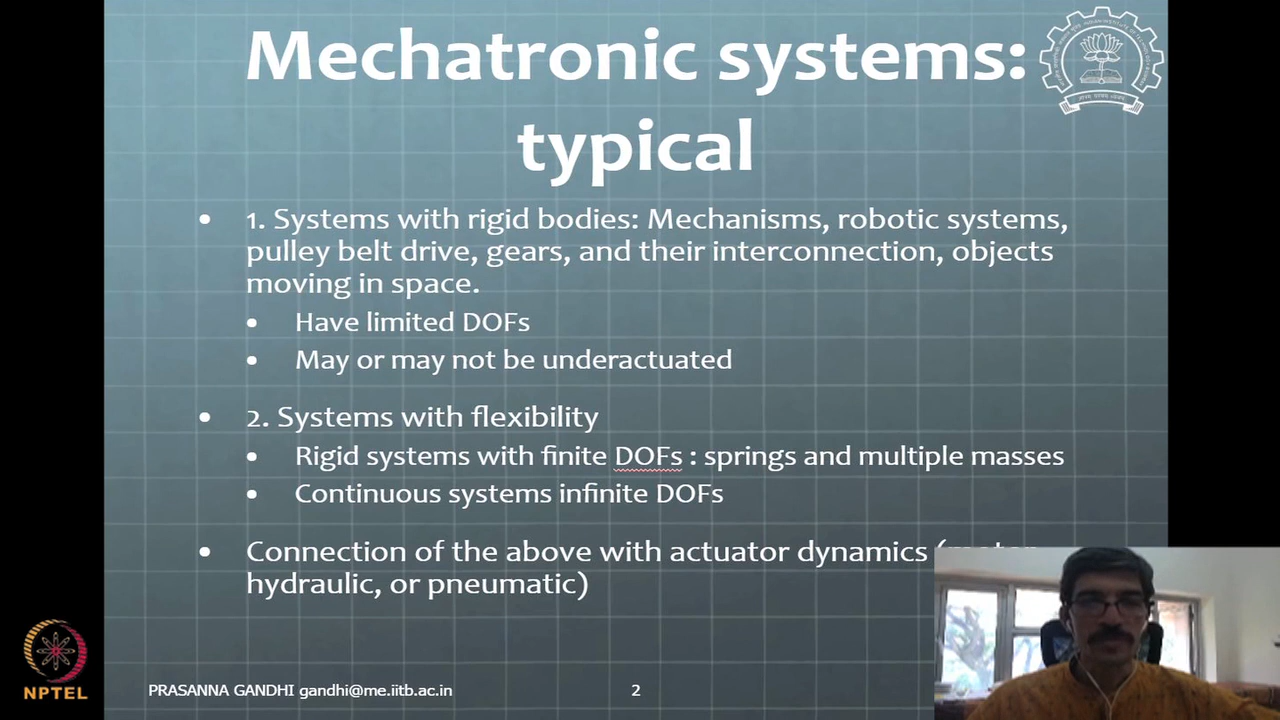 Mechatronic systems:
typical
• 1. Systems with rigid bodies: Mechanisms, robotic systems,
pulley belt drive, gears, and their interconnection, objects
moving in space.
• Have limited DOFs
• May or may not be underactuated
• 2. Systems with flexibility
• Rigid systems with finite DOFs : springs and multiple masses
• Continuous systems infinite DOFs
• Connection of the above with actuator dynamics
hydraulic, or pneumatic)
NPTEL
PRASANNA GANDHI gandhi@me.iitb.ac.in
2